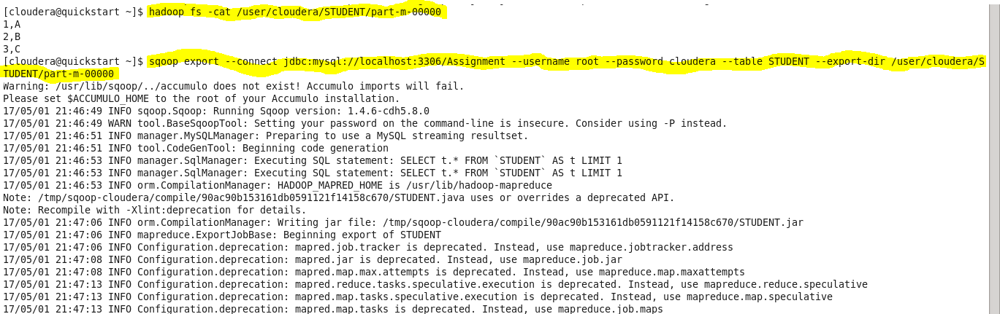 [cloudera@quickstart ~]$ hadoop fs -cat /user/cloudera/STUDENT/part-m-00000
1,A
2,B
3,C
[cloudera@quickstart ~]$ sqoop export --connect jdbc:mysql://localhost:3306/Assignment --username root --password cloudera --table STUDENT --export-dir /user/cloudera/S
TUDENT/part-m-00000
Warning: /usr/lib/sqoop/../accumulo does not exist! Accumulo imports will fail.
Please set $ACCUMULO_HOME to the root of your Accumulo installation.
17/05/01 21:46:49 INFO sqoop.Sqoop: Running Sqoop version: 1.4.6-cdh5.8.0
17/05/01 21:46:49 WARN tool.BaseSqoopTool: Setting your password on the command-line is insecure. Consider using -P instead.
17/05/01 21:46:51 INFO manager.MySQLManager: Preparing to use a MySQL streaming resultset.
17/05/01 21:46:51 INFO tool.CodeGenTool: Beginning code generation
17/05/01 21:46:53 INFO manager.SqlManager: Executing SQL statement: SELECT t.* FROM `STUDENT` AS t LIMIT 1
17/05/01 21:46:53 INFO manager.SqlManager: Executing SQL statement: SELECT t.* FROM `STUDENT` AS t LIMIT 1
17/05/01 21:46:53 INFO orm.CompilationManager: HADOOP_MAPRED_HOME is /usr/lib/hadoop-mapreduce
Note: /tmp/sqoop-cloudera/compile/90ac90b153161db0591121f14158c670/STUDENT.java uses or overrides a deprecated API.
Note: Recompile with -Xlint:deprecation for details.
17/05/01 21:47:06 INFO orm.CompilationManager: Writing jar file: /tmp/sqoop-cloudera/compile/90ac90b153161db0591121f14158c670/STUDENT.jar
17/05/01 21:47:06 INFO mapreduce.ExportJobBase: Beginning export of STUDENT
17/05/01 21:47:06 INFO Configuration.deprecation: mapred.job.tracker is deprecated. Instead, use mapreduce.jobtracker.address
17/05/01 21:47:08 INFO Configuration.deprecation: mapred.jar is deprecated. Instead, use mapreduce.job.jar
17/05/01 21:47:08 INFO Configuration.deprecation: mapred.map.max.attempts is deprecated. Instead, use mapreduce.map.maxattempts
17/05/01 21:47:13 INFO Configuration.deprecation: mapred.reduce.tasks.speculative.execution is deprecated. Instead, use mapreduce.reduce.speculative
17/05/01 21:47:13 INFO Configuration.deprecation: mapred.map.tasks.speculative.execution is deprecated. Instead, use mapreduce.map.speculative
17/05/01 21:47:13 INFO Configuration.deprecation: mapred.map.tasks is deprecated. Instead, use mapreduce.job.maps